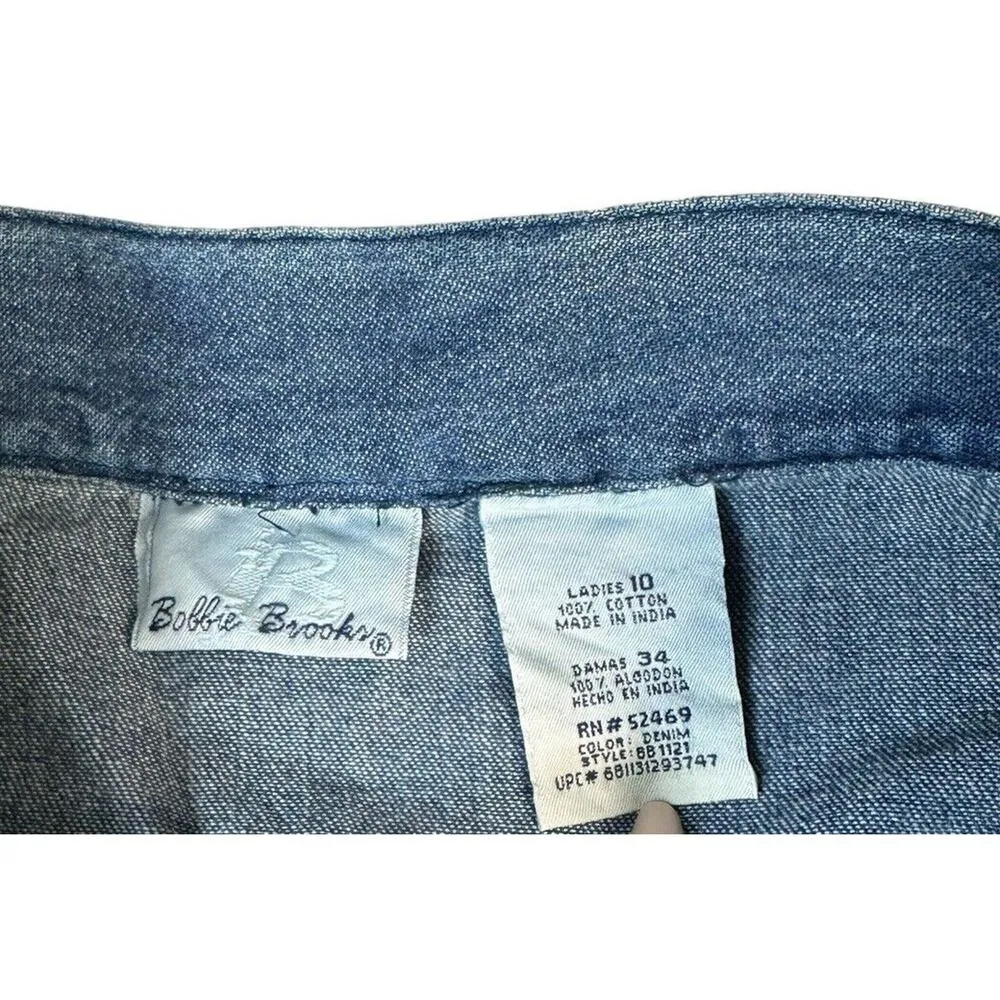 Bobbie Brooks®
LADIES 10
100% COTTON
MADE IN INDIA
DAMAS 34
100% ALGODON
HECHO EN INDIA
RN# 52469
COLOR: DENIM
STYLE: BB1121
UPC# 681131293747